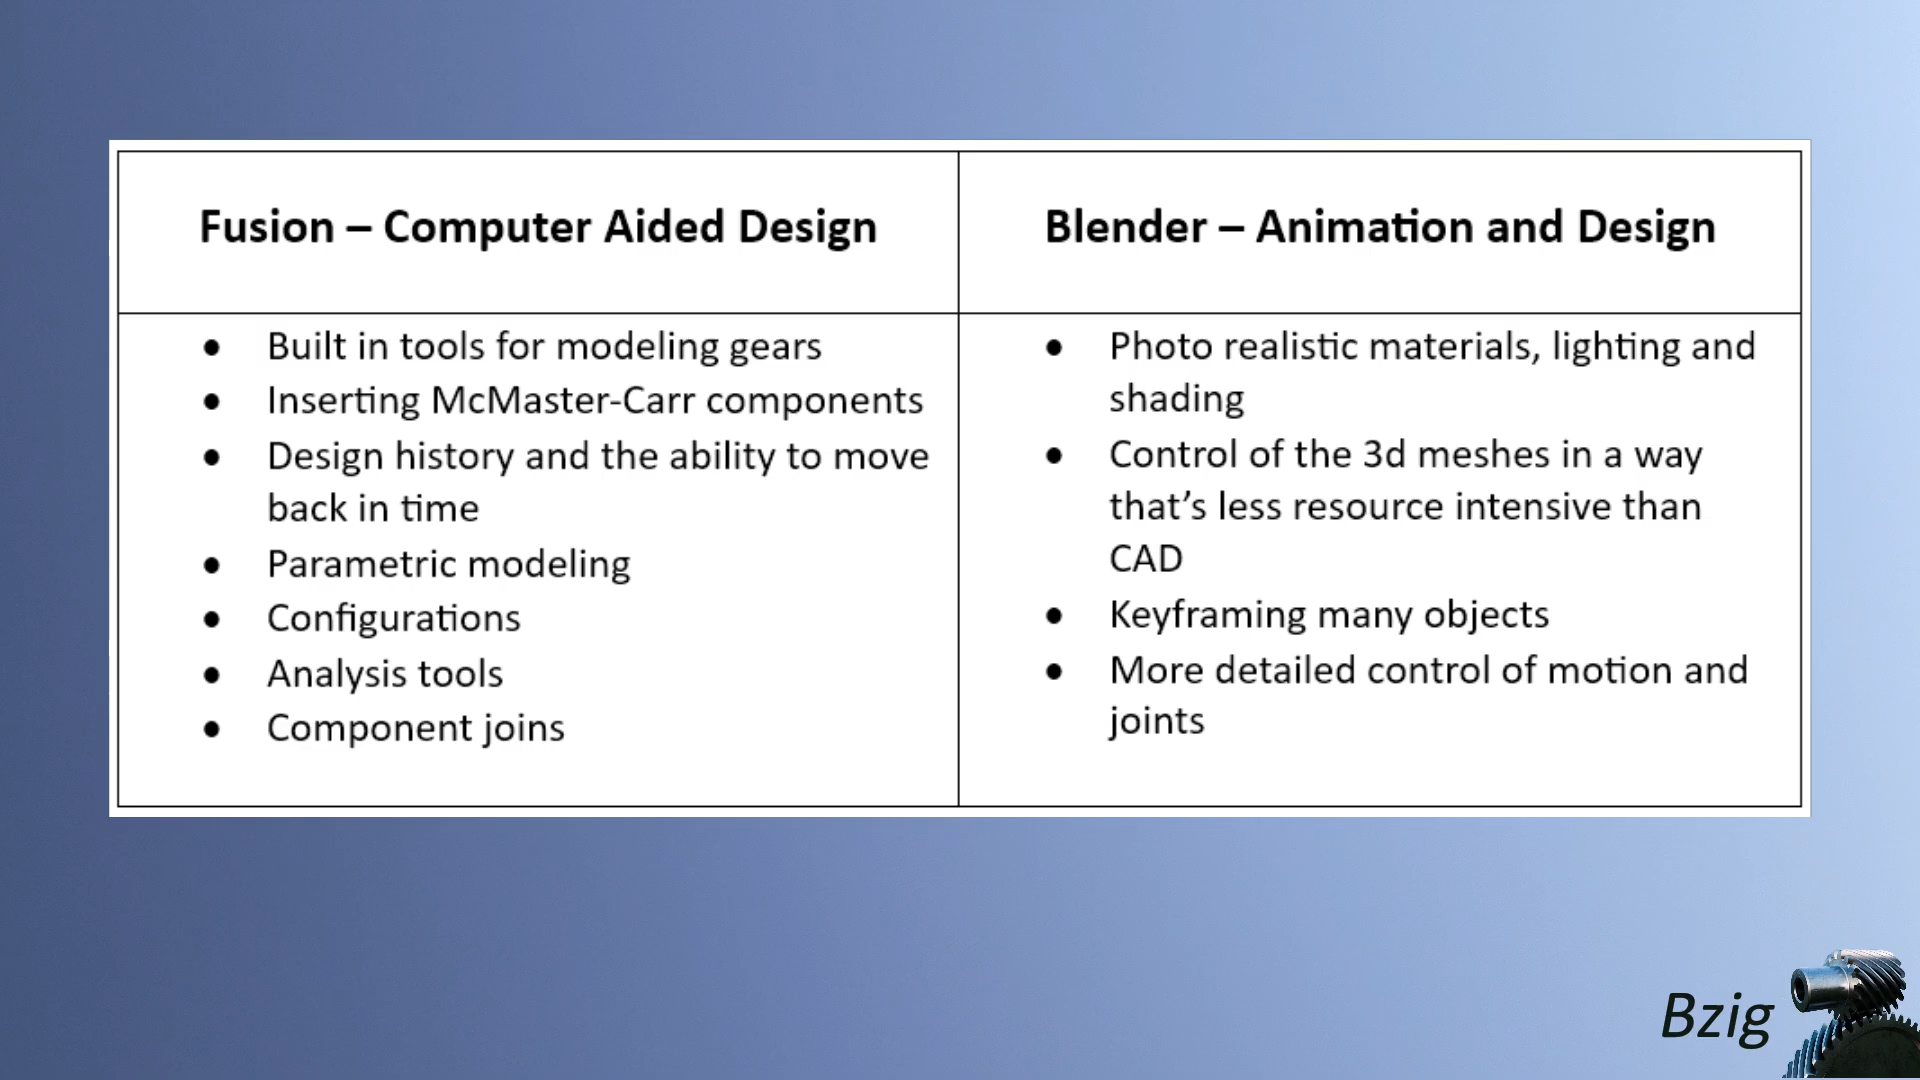 Fusion – Computer Aided Design
Built in tools for modeling gears
Inserting McMaster-Carr components
Design history and the ability to move
back in time
Parametric modeling
Configurations
Analysis tools
Component joins
Blender – Animation and Design
Photo realistic materials, lighting and
shading
Control of the 3d meshes in a way
that’s less resource intensive than
CAD
Keyframing many objects
More detailed control of motion and
joints
Bzig